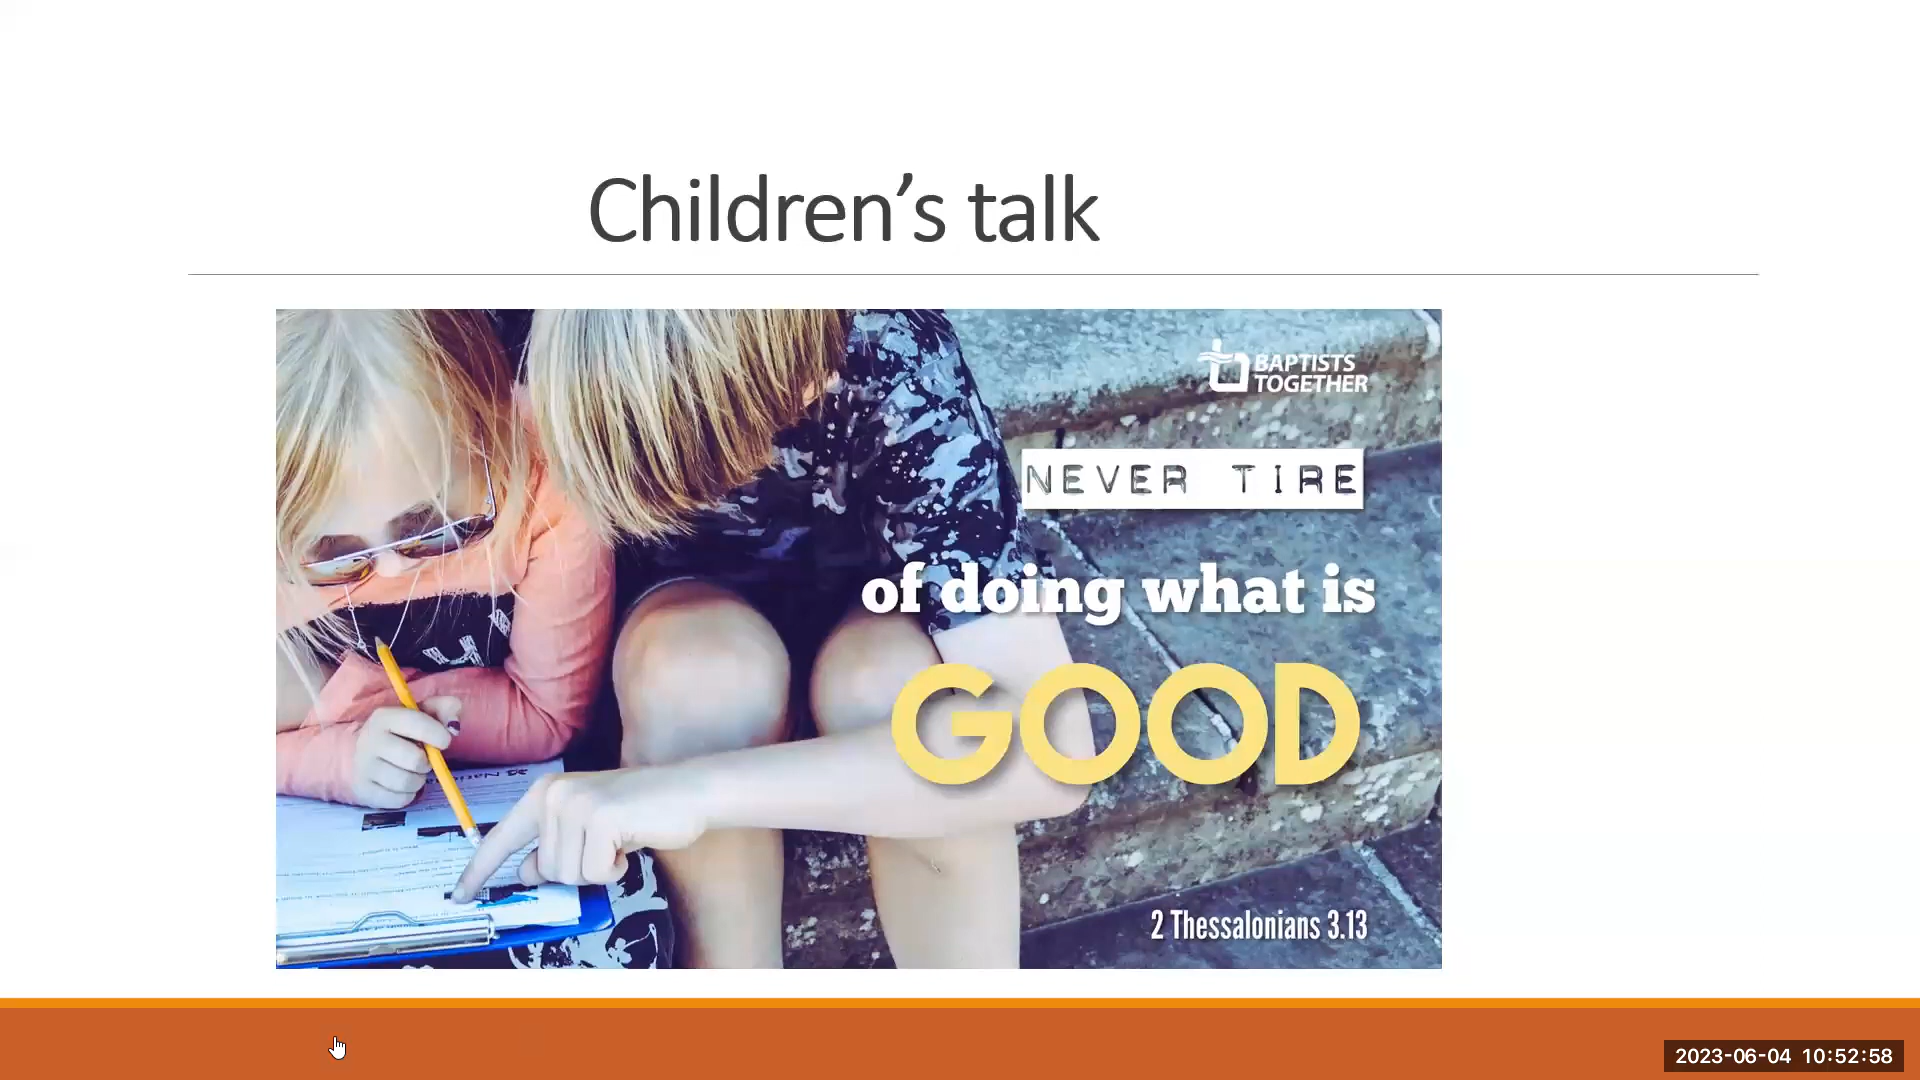 Children’s talk
BAPTISTS
TOGETHER
NEVER TIRE
of doing what is
GOOD
2 Thessalonians 3.13
2023-06-04 10:52:58